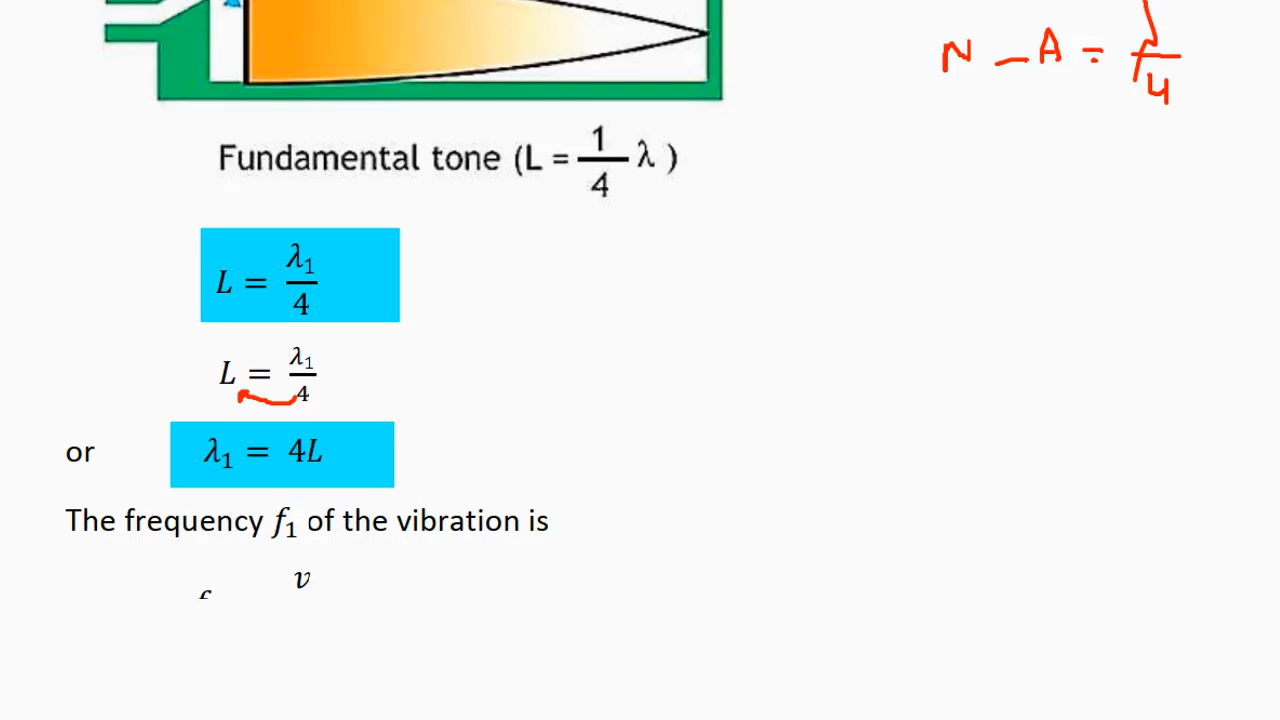 N — A = λ/4
Fundamental tone (L = 1/4 λ )
L = λ₁/4
L = λ₁/4
or λ₁ = 4L
The frequency f₁ of the vibration is
v